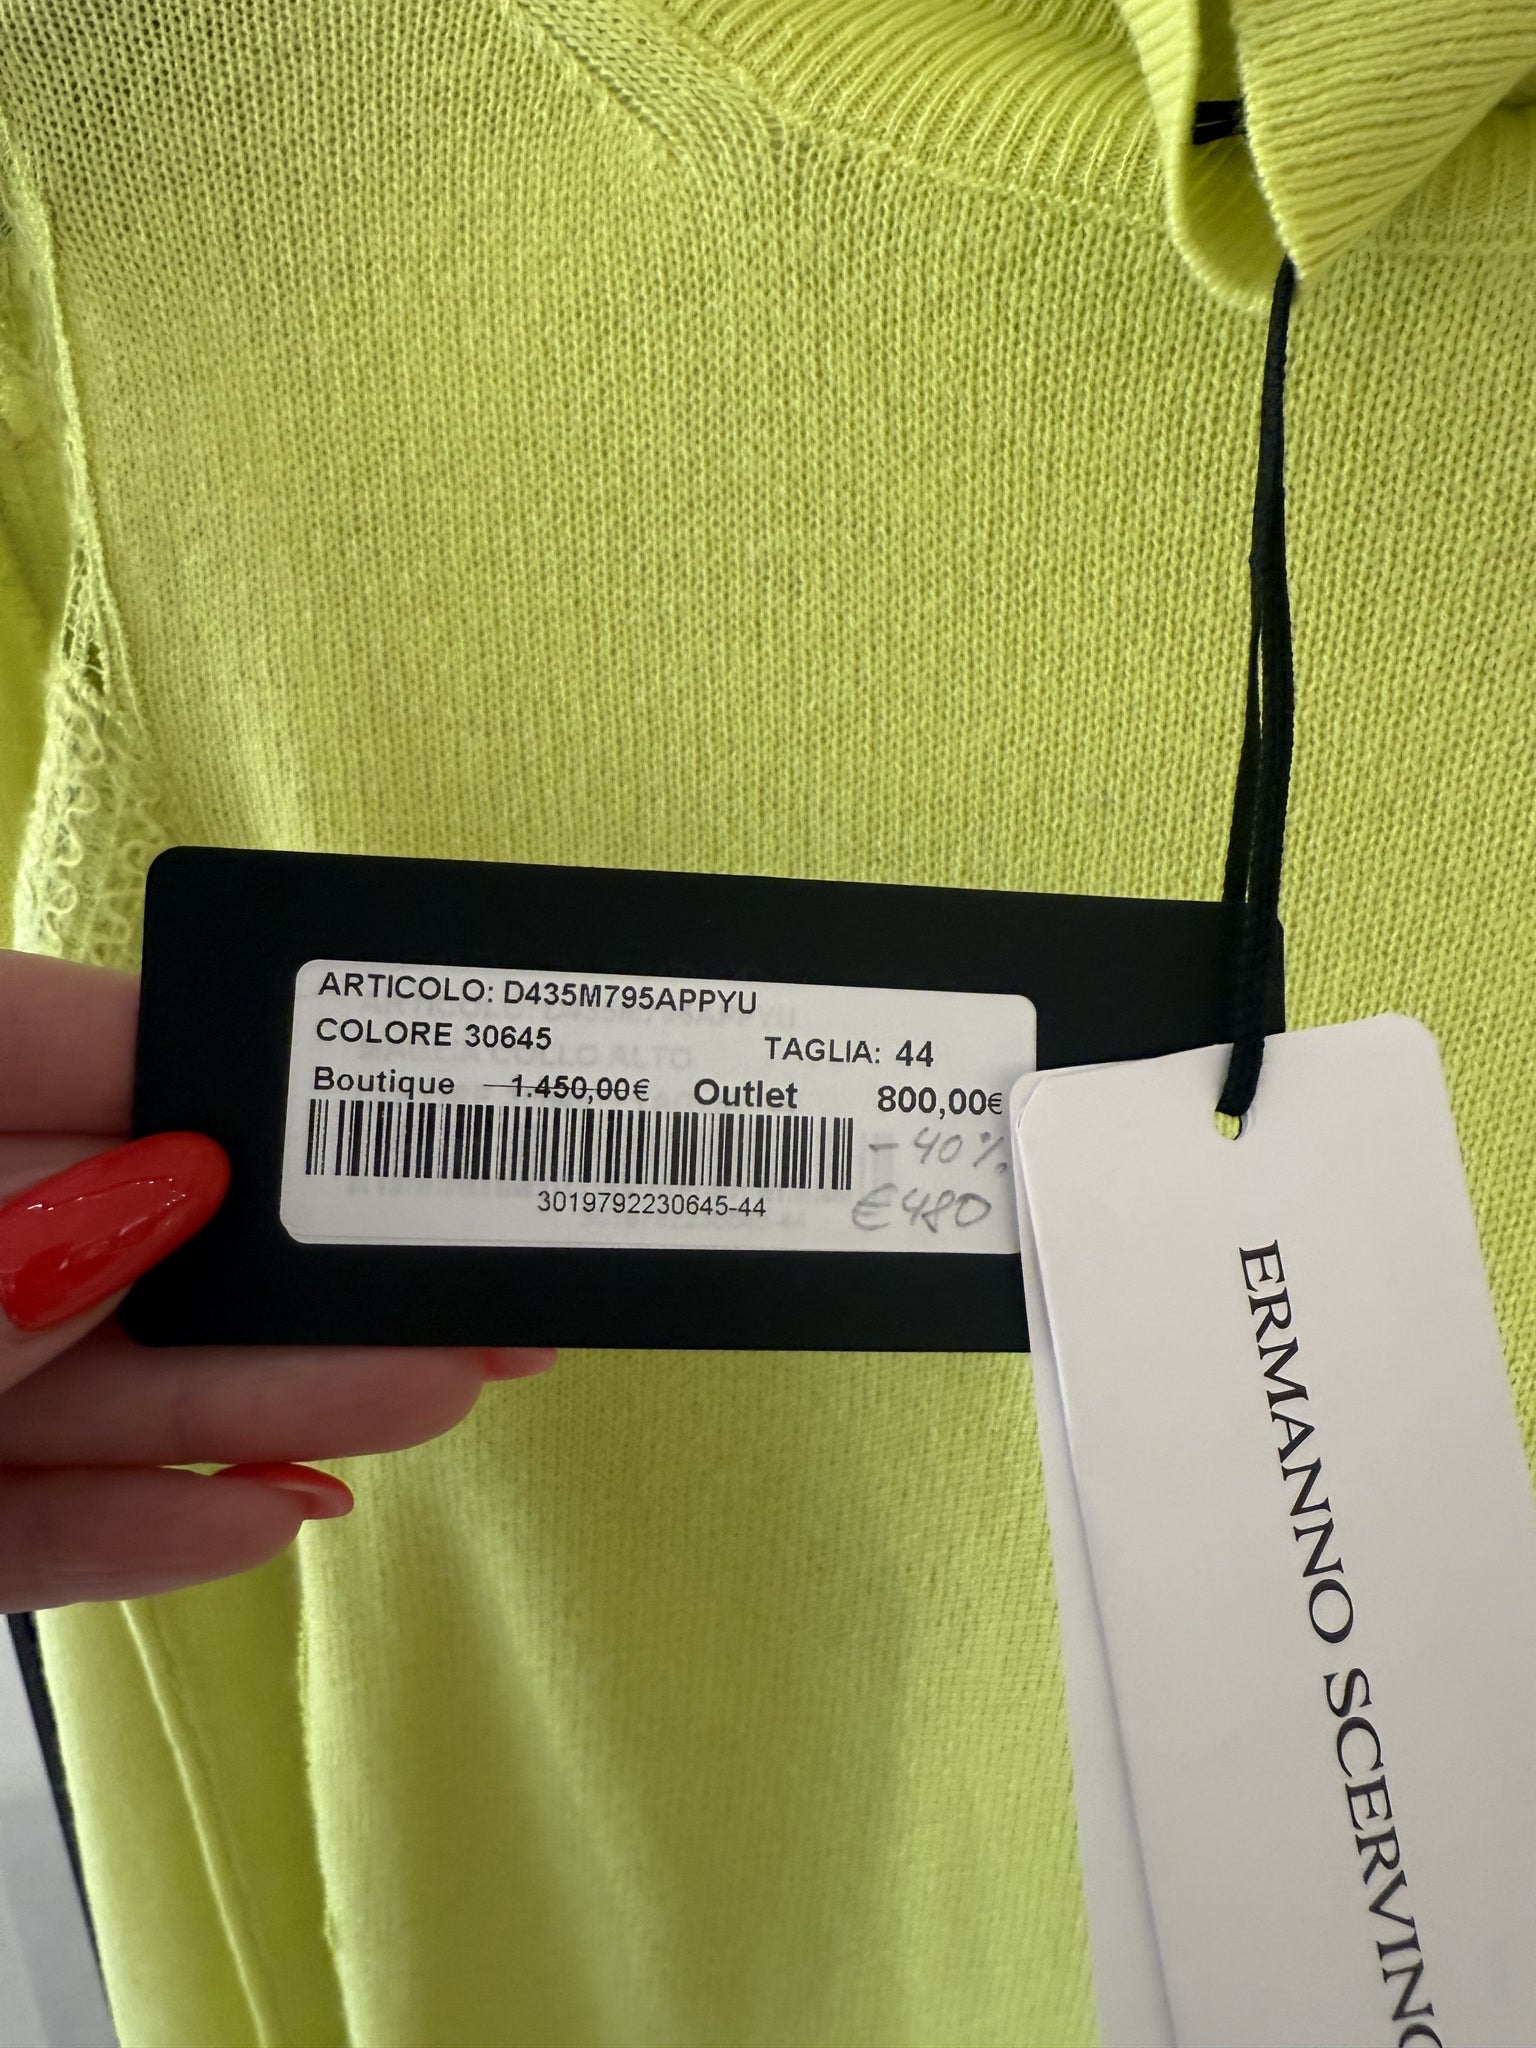 ARTICOLO: D435M795APPYU
COLORE 30645 TAGLIA: 44
Boutique 1.450,00€ Outlet 800,00€
- 40%
3019792230645-44
€480
ERMANNO SCERVINO